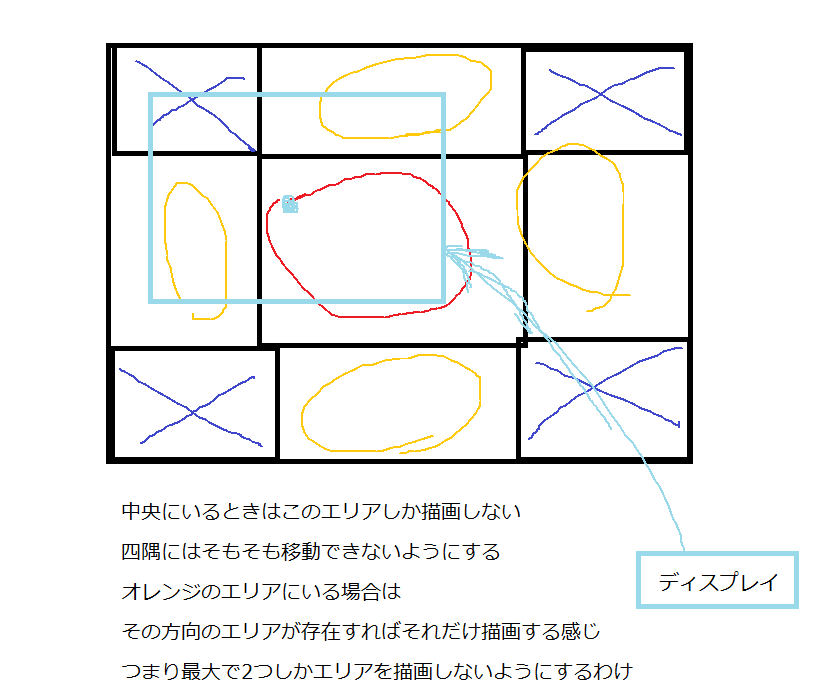 ディスプレイ
中央にいるときはこのエリアしか描画しない
四隅にはそもそも移動できないようにする
オレンジのエリアにいる場合は
その方向のエリアが存在すればそれだけ描画する感じ
つまり最大で2つしかエリアを描画しないようにするわけ